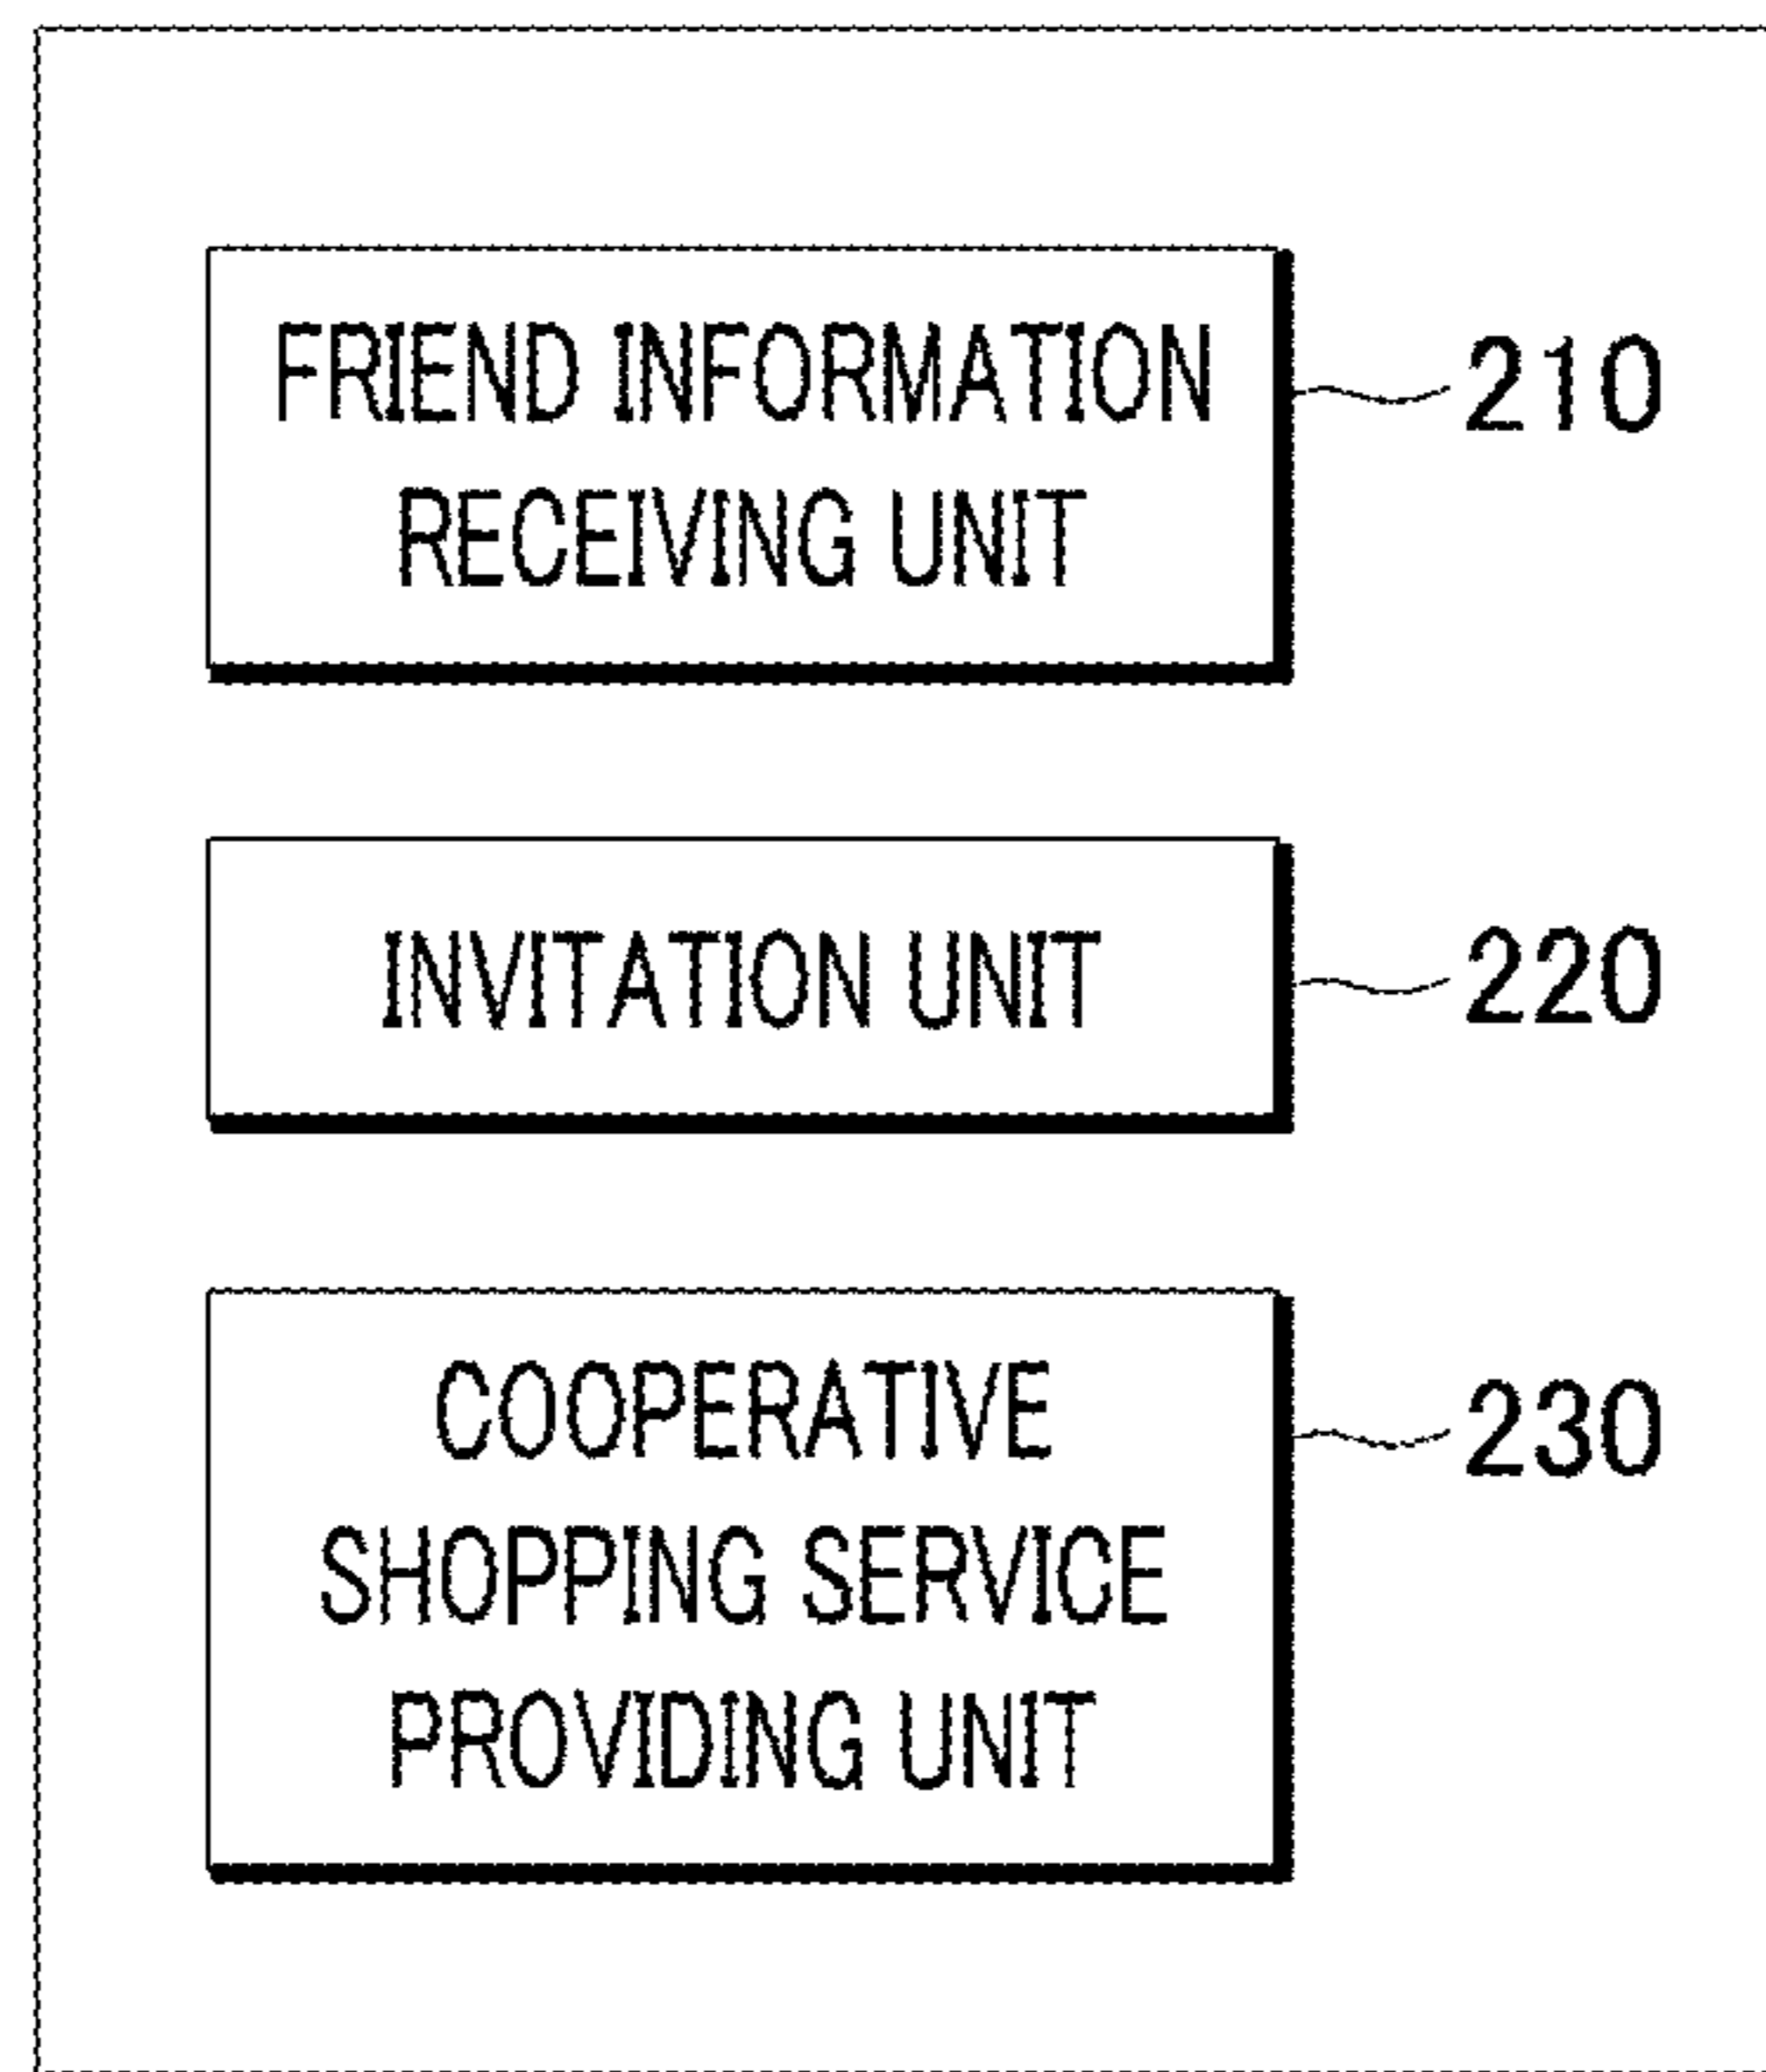 FRIEND INFORMATION
RECEIVING UNIT
210
INVITATION UNIT
220
COOPERATIVE
SHOPPING SERVICE
PROVIDING UNIT
230